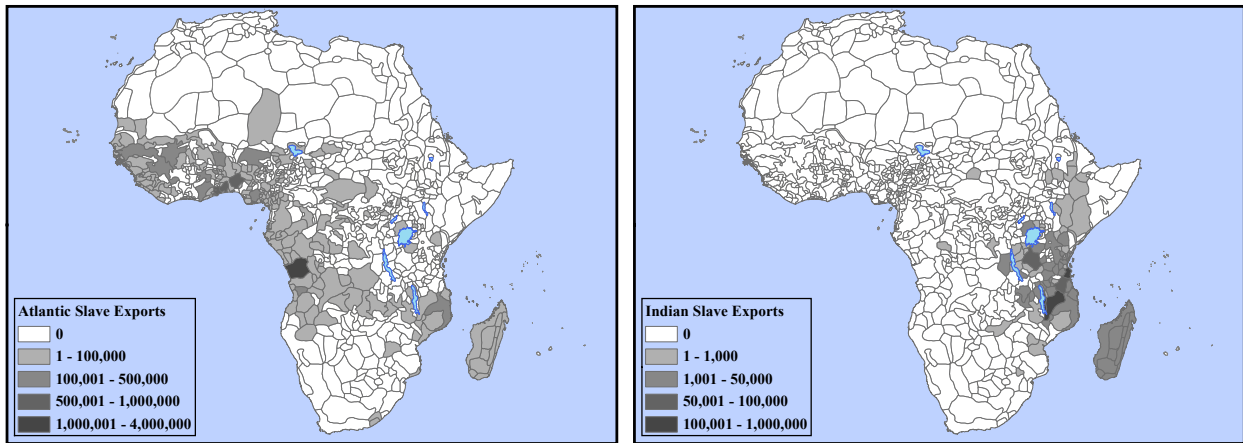 Atlantic Slave Exports
0
1 - 100,000
100,001 - 500,000
500,001 - 1,000,000
1,000,001 - 4,000,000
Indian Slave Exports
0
1 - 1,000
1,001 - 50,000
50,001 - 100,000
100,001 - 1,000,000